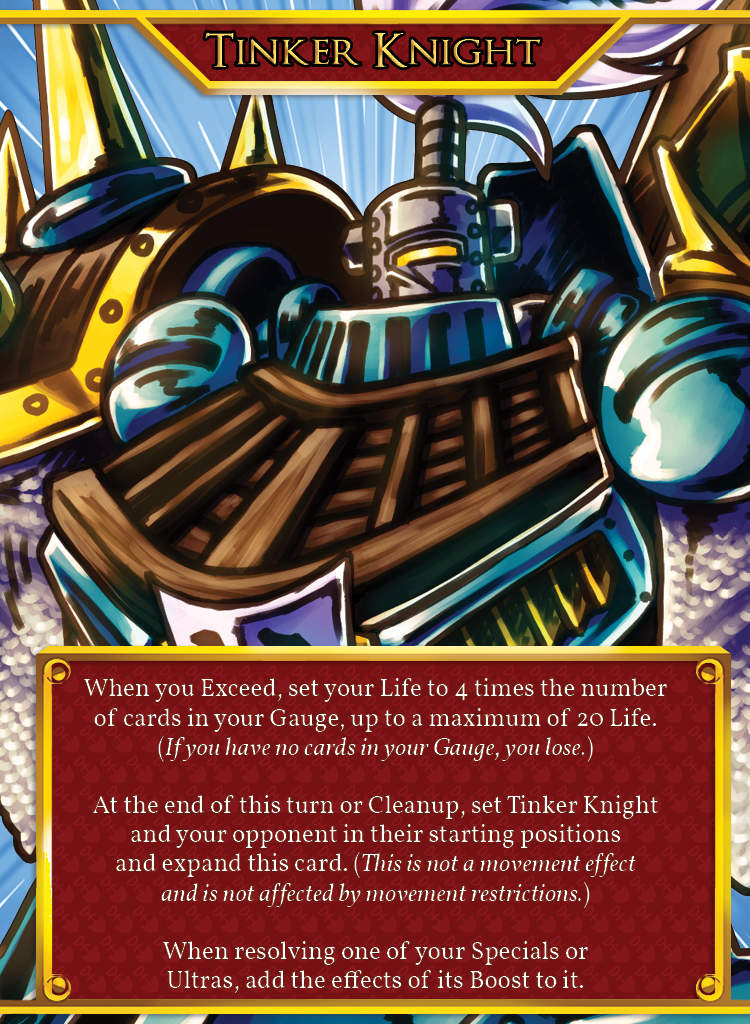 TINKER KNIGHT
When you Exceed, set your Life to 4 times the number
of cards in your Gauge, up to a maximum of 20 Life.
(If you have no cards in your Gauge, you lose.)
At the end of this turn or Cleanup, set Tinker Knight
and your opponent in their starting positions
and expand this card. (This is not a movement effect
and is not affected by movement restrictions.)
When resolving one of your Specials or
Ultras, add the effects of its Boost to it.